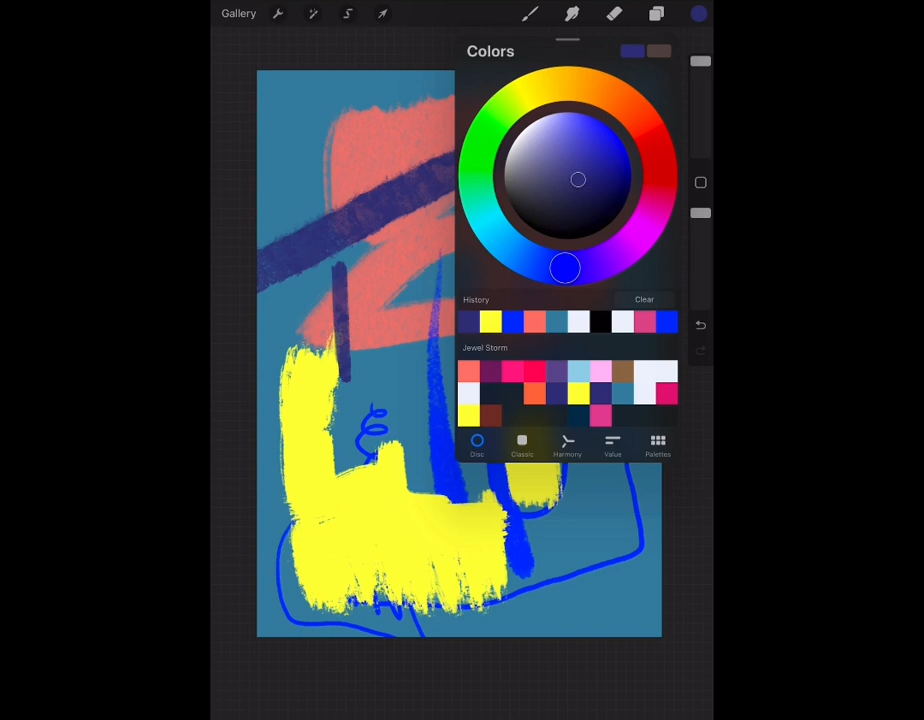 Gallery
Colors
History
Clear
Jewel Storm
Disc
Classic
Harmony
Value
Palettes